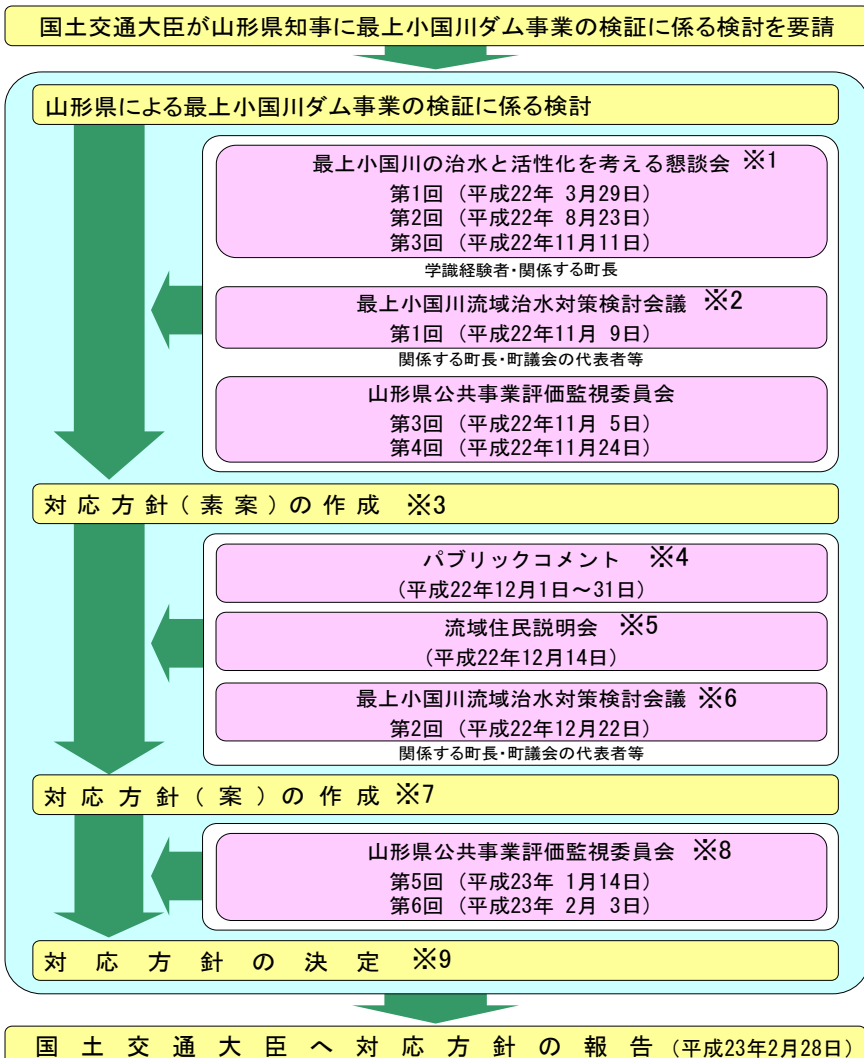 国土交通大臣が山形県知事に最上小国川ダム事業の検証に係る検討を要請
山形県による最上小国川ダム事業の検証に係る検討
最上小国川の治水と活性化を考える懇談会 ※1
第1回 (平成22年 3月29日)
第2回 (平成22年 8月23日)
第3回 (平成22年11月11日)
学識経験者・関係する町長
最上小国川流域治水対策検討会議 ※2
第1回 (平成22年11月 9日)
関係する町長・町議会の代表者等
山形県公共事業評価監視委員会
第3回 (平成22年11月 5日)
第4回 (平成22年11月24日)
対応方針(素案)の作成 ※3
パブリックコメント ※4
(平成22年12月1日～31日)
流域住民説明会 ※5
(平成22年12月14日)
最上小国川流域治水対策検討会議 ※6
第2回 (平成22年12月22日)
関係する町長・町議会の代表者等
対応方針(案)の作成※7
山形県公共事業評価監視委員会 ※8
第5回 (平成23年 1月14日)
第6回 (平成23年 2月 3日)
対応方針の決定 ※9
国土交通大臣へ対応方針の報告(平成23年2月28日)